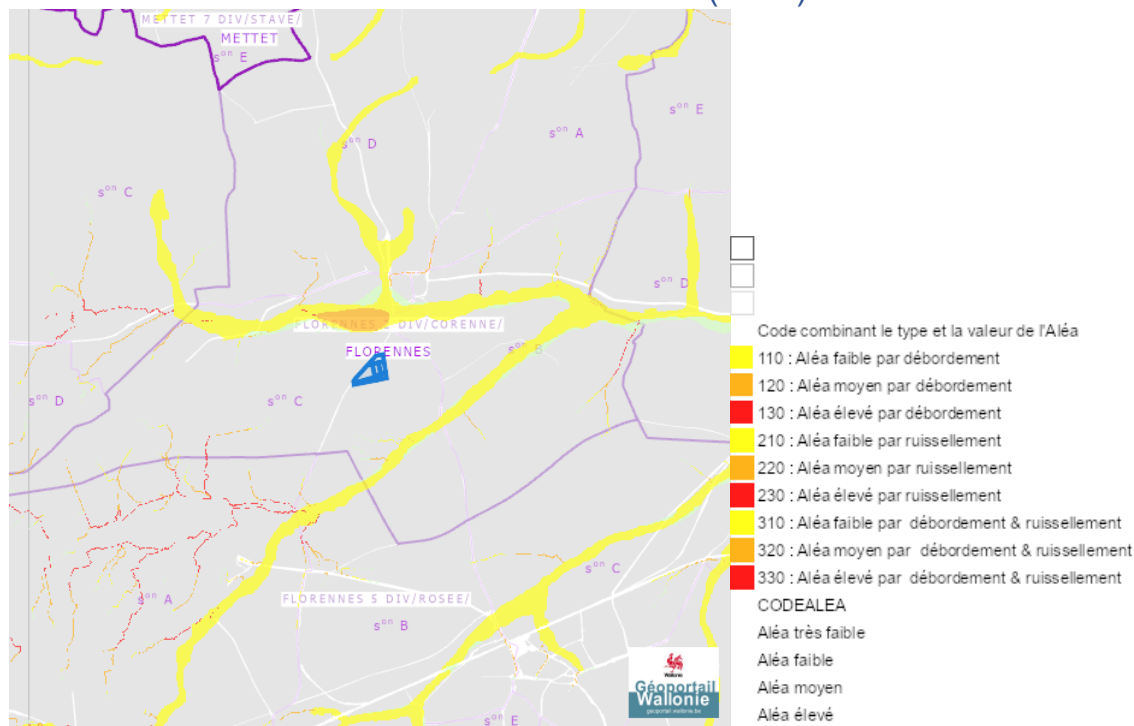 METTET 7 DIV/STAVE/
METTET
sᵒⁿ E
sᵒⁿ E
sᵒⁿ A
sᵒⁿ D
sᵒⁿ C
sᵒⁿ D
FLORENNES 2 DIV/CORENNE/
FLORENNES
sᵒⁿ B
sᵒⁿ D
sᵒⁿ C
sᵒⁿ C
sᵒⁿ A
FLORENNES 5 DIV/ROSEE/
sᵒⁿ B
sᵒⁿ E
Wallonie
Géoportail
Wallonie
geoportail.wallonie.be
Code combinant le type et la valeur de l'Aléa
110 : Aléa faible par débordement
120 : Aléa moyen par débordement
130 : Aléa élevé par débordement
210 : Aléa faible par ruissellement
220 : Aléa moyen par ruissellement
230 : Aléa élevé par ruissellement
310 : Aléa faible par débordement & ruissellement
320 : Aléa moyen par débordement & ruissellement
330 : Aléa élevé par débordement & ruissellement
CODEALEA
Aléa très faible
Aléa faible
Aléa moyen
Aléa élevé